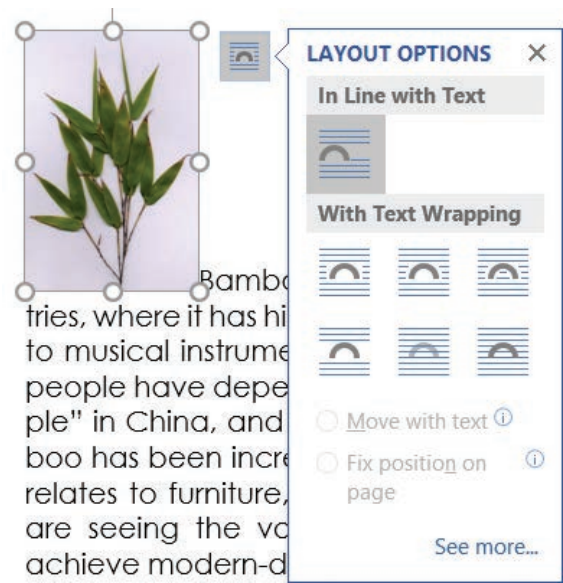 LAYOUT OPTIONS
In Line with Text
With Text Wrapping
Move with text
Fix position on
page
See more...
Bambo
tries, where it has hi
to musical instrume
people have depe
ple” in China, and
boo has been incre
relates to furniture,
are seeing the va
achieve modern-d